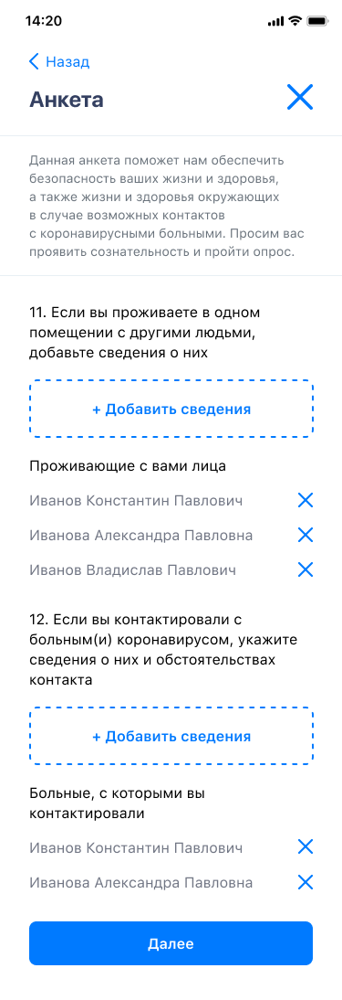 14:20
Назад
Анкета
Данная анкета поможет нам обеспечить
безопасность ваших жизни и здоровья,
а также жизни и здоровья окружающих
в случае возможных контактов
с коронавирусными больными. Просим вас
проявить сознательность и пройти опрос.
11. Если вы проживаете в одном
помещении с другими людьми,
добавьте сведения о них
+ Добавить сведения
Проживающие с вами лица
Иванов Константин Павлович
Иванова Александра Павловна
Иванов Владислав Павлович
12. Если вы контактировали с
больным(и) коронавирусом, укажите
сведения о них и обстоятельствах
контакта
+ Добавить сведения
Больные, с которыми вы
контактировали
Иванов Константин Павлович
Иванова Александра Павловна
Далее